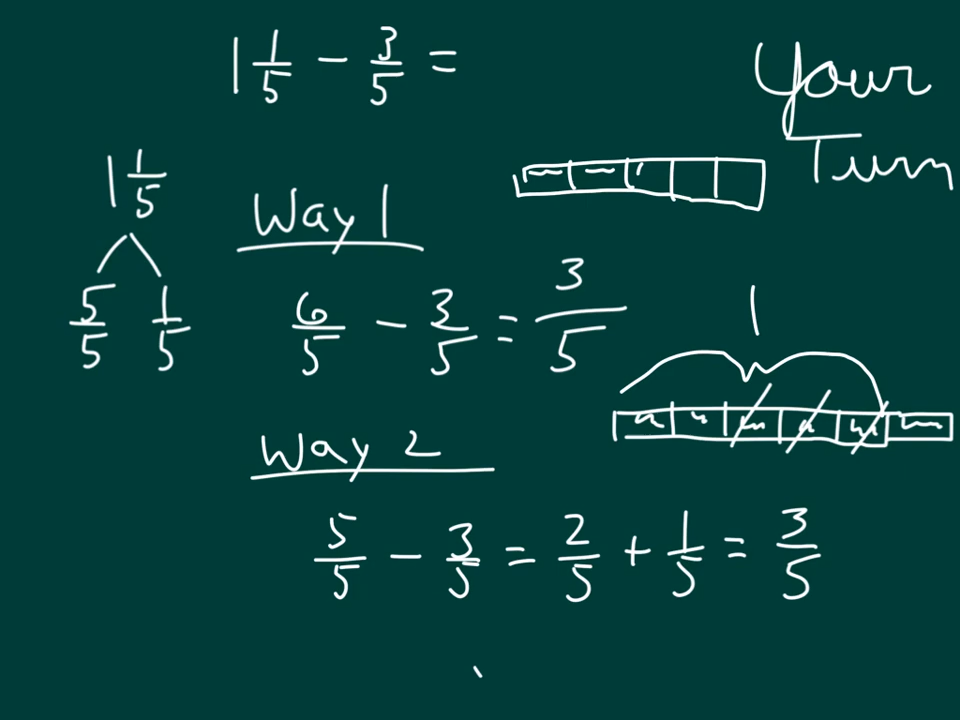 1 1/5 - 3/5 =
Your
Turn
1 1/5
5/5 1/5
Way 1
6/5 - 3/5 = 3/5
1
Way 2
5/5 - 3/5 = 2/5 + 1/5 = 3/5